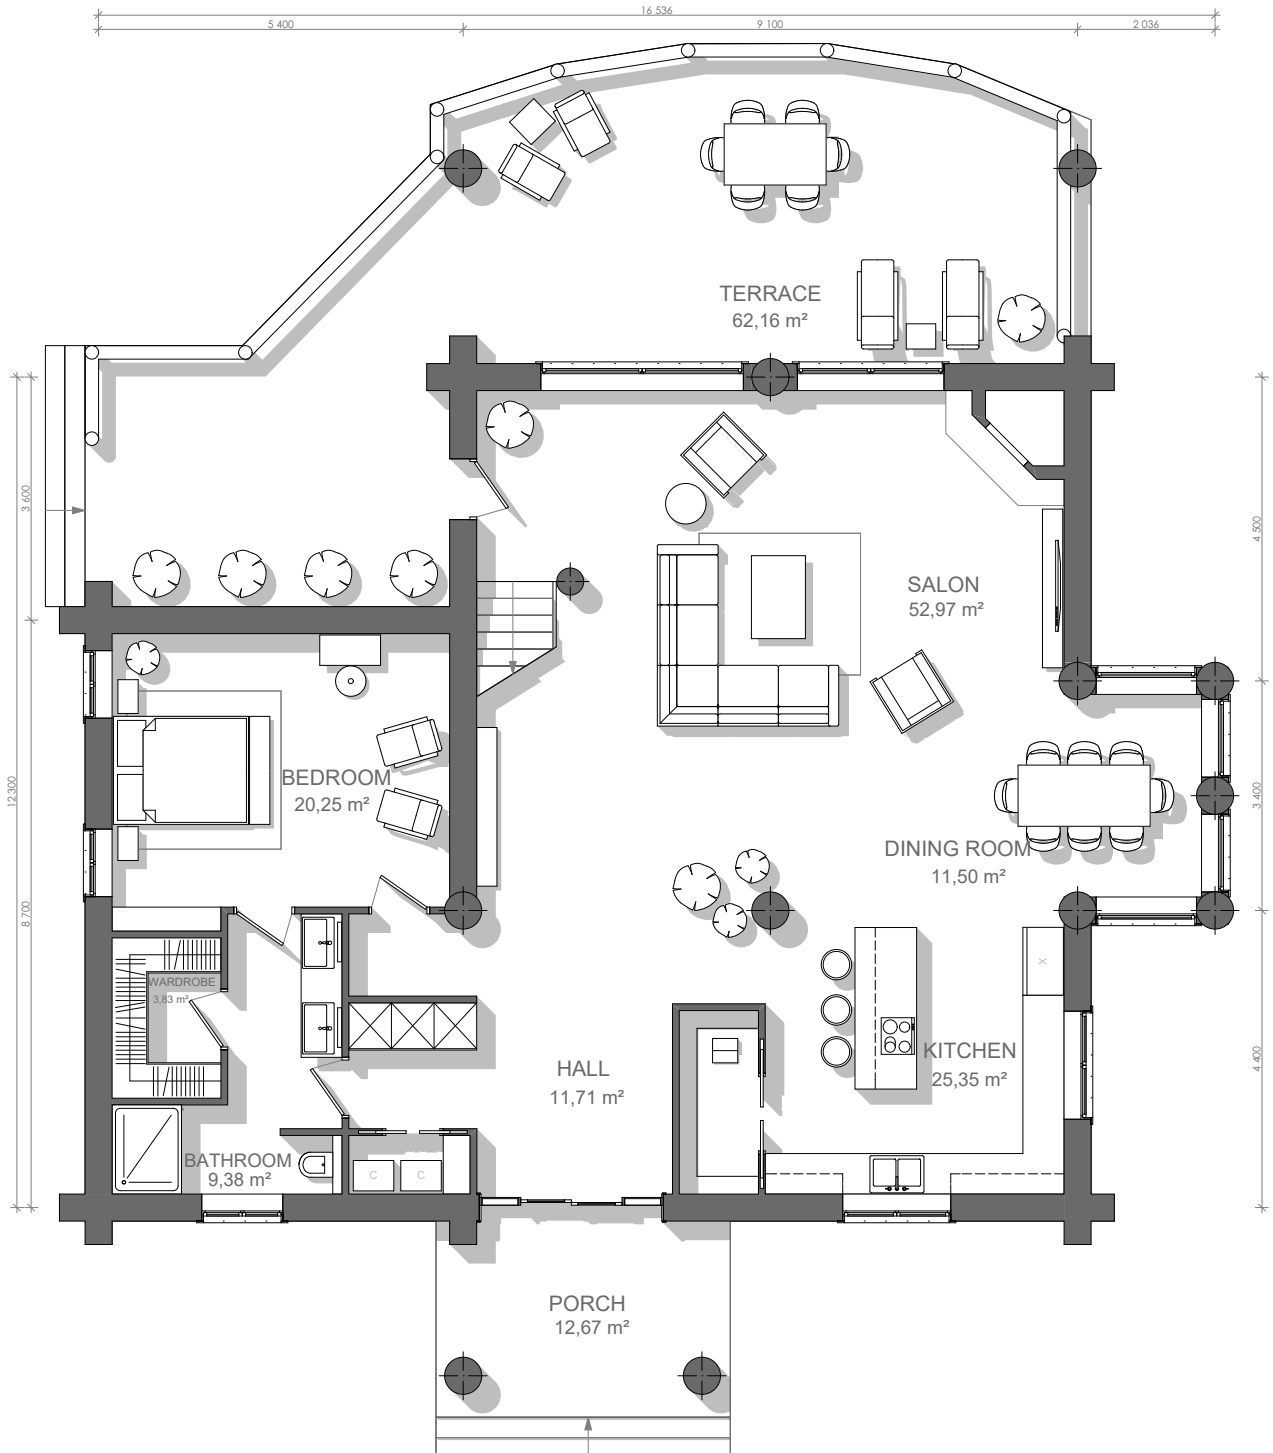 16 536
5 400
9 100
2 036
TERRACE
62,16 m²
3 600
4 500
SALON
52,97 m²
BEDROOM
20,25 m²
12 300
3 400
DINING ROOM
11,50 m²
8 700
WARDROBE
3,83 m²
X
HALL
11,71 m²
KITCHEN
25,35 m²
4 400
BATHROOM
9,38 m²
C
C
PORCH
12,67 m²